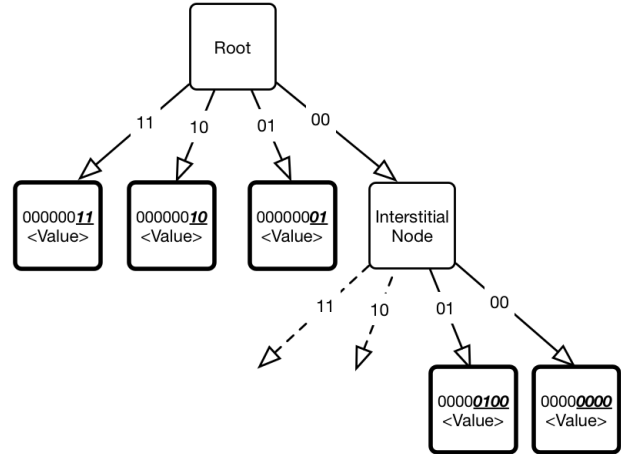 Root
11
10
01
00
00000011
<Value>
00000010
<Value>
00000001
<Value>
Interstitial
Node
11
10
01
00
00000100
<Value>
00000000
<Value>